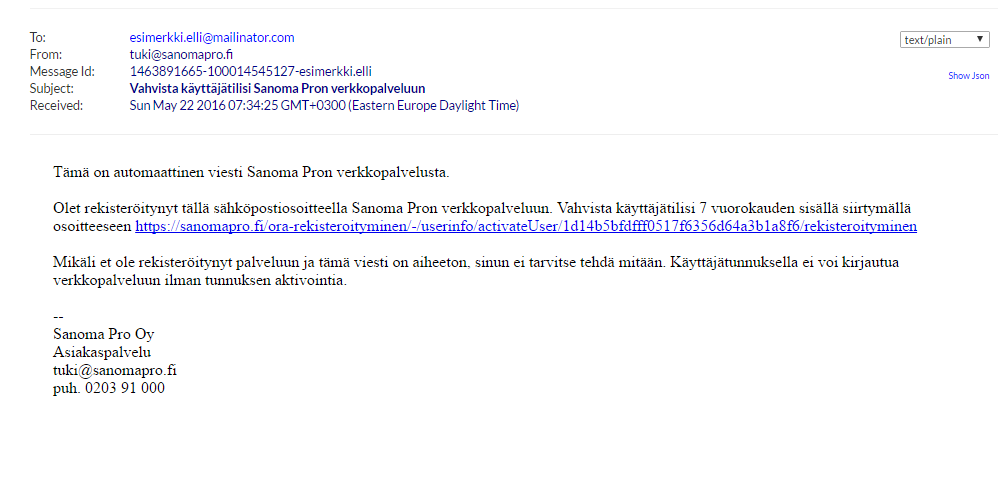 To: esimerkki.elli@mailinator.com text/plain
From: tuki@sanomapro.fi
Message Id: 1463891665-100014545127-esimerkki.elli Show Json
Subject: Vahvista käyttäjätilisi Sanoma Pron verkkopalveluun
Received: Sun May 22 2016 07:34:25 GMT+0300 (Eastern Europe Daylight Time)
Tämä on automaattinen viesti Sanoma Pron verkkopalvelusta.
Olet rekisteröitynyt tällä sähköpostiosoitteella Sanoma Pron verkkopalveluun. Vahvista käyttäjätilisi 7 vuorokauden sisällä siirtymällä
osoitteeseen https://sanomapro.fi/ora-rekisteroityminen/-/userinfo/activateUser/1d14b5bfdfff0517f6356d64a3b1a8f6/rekisteroityminen
Mikäli et ole rekisteröitynyt palveluun ja tämä viesti on aiheeton, sinun ei tarvitse tehdä mitään. Käyttäjätunnuksella ei voi kirjautua
verkkopalveluun ilman tunnuksen aktivointia.
--
Sanoma Pro Oy
Asiakaspalvelu
tuki@sanomapro.fi
puh. 0203 91 000